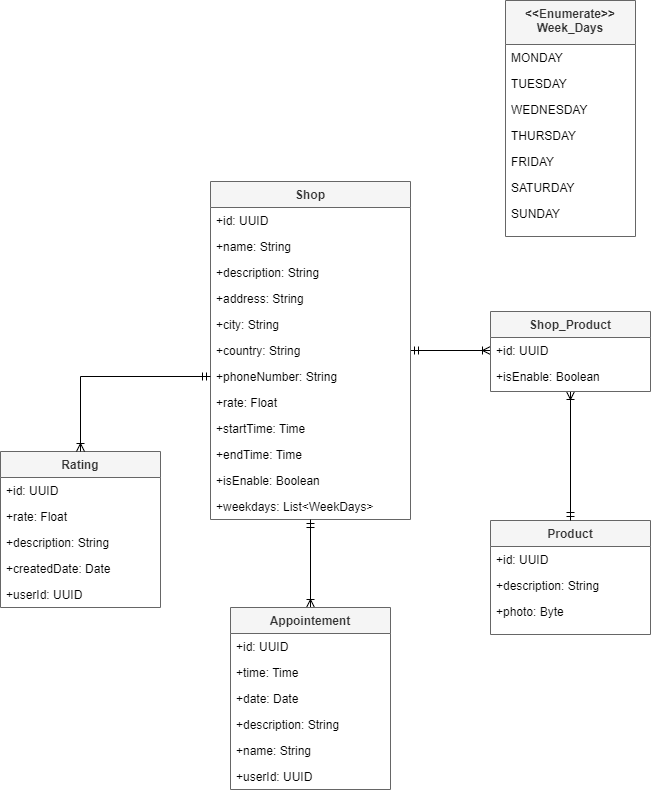 <<Enumerate>>
Week_Days
MONDAY
TUESDAY
WEDNESDAY
THURSDAY
FRIDAY
SATURDAY
SUNDAY
Shop
+id: UUID
+name: String
+description: String
+address: String
+city: String
+country: String
+phoneNumber: String
+rate: Float
+startTime: Time
+endTime: Time
+isEnable: Boolean
+weekdays: List<WeekDays>
Shop_Product
+id: UUID
+isEnable: Boolean
Rating
+id: UUID
+rate: Float
+description: String
+createdDate: Date
+userId: UUID
Product
+id: UUID
+description: String
+photo: Byte
Appointement
+id: UUID
+time: Time
+date: Date
+description: String
+name: String
+userId: UUID